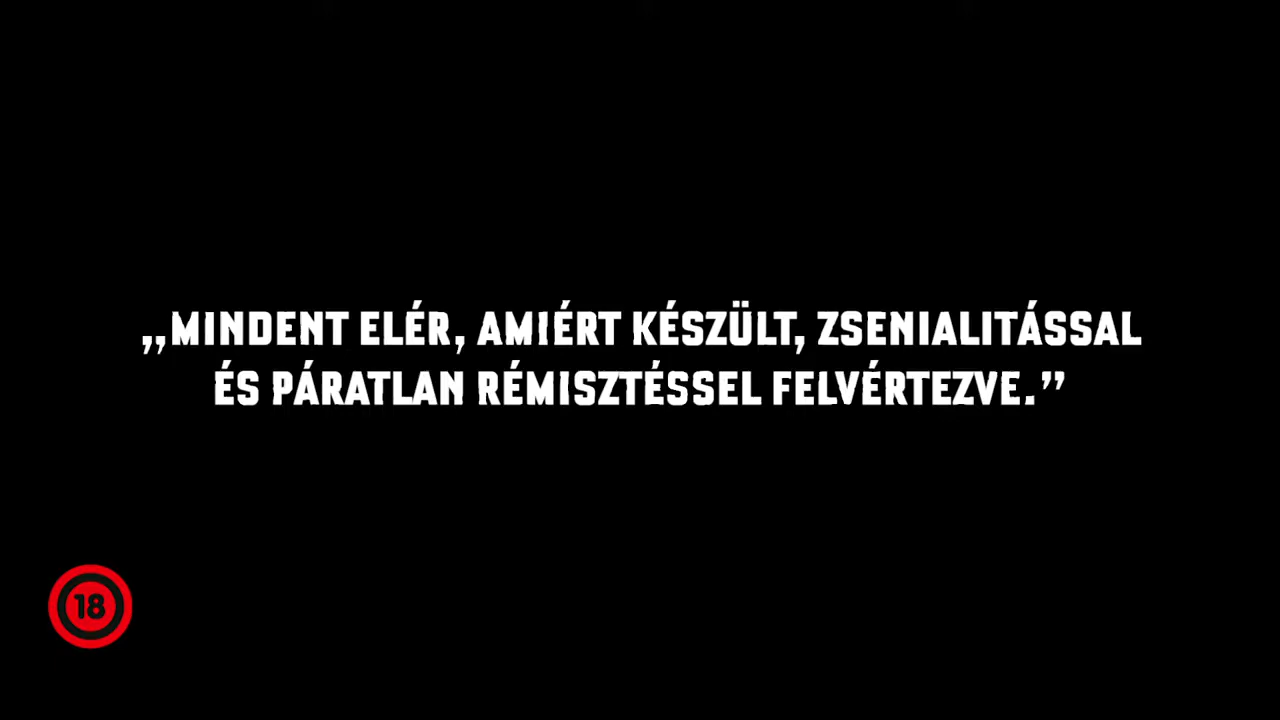 „MINDENT ELÉR, AMIÉRT KÉSZÜLT, ZSENIALITÁSSAL
ÉS PÁRATLAN RÉMISZTÉSSEL FELVÉRTEZVE.”
18